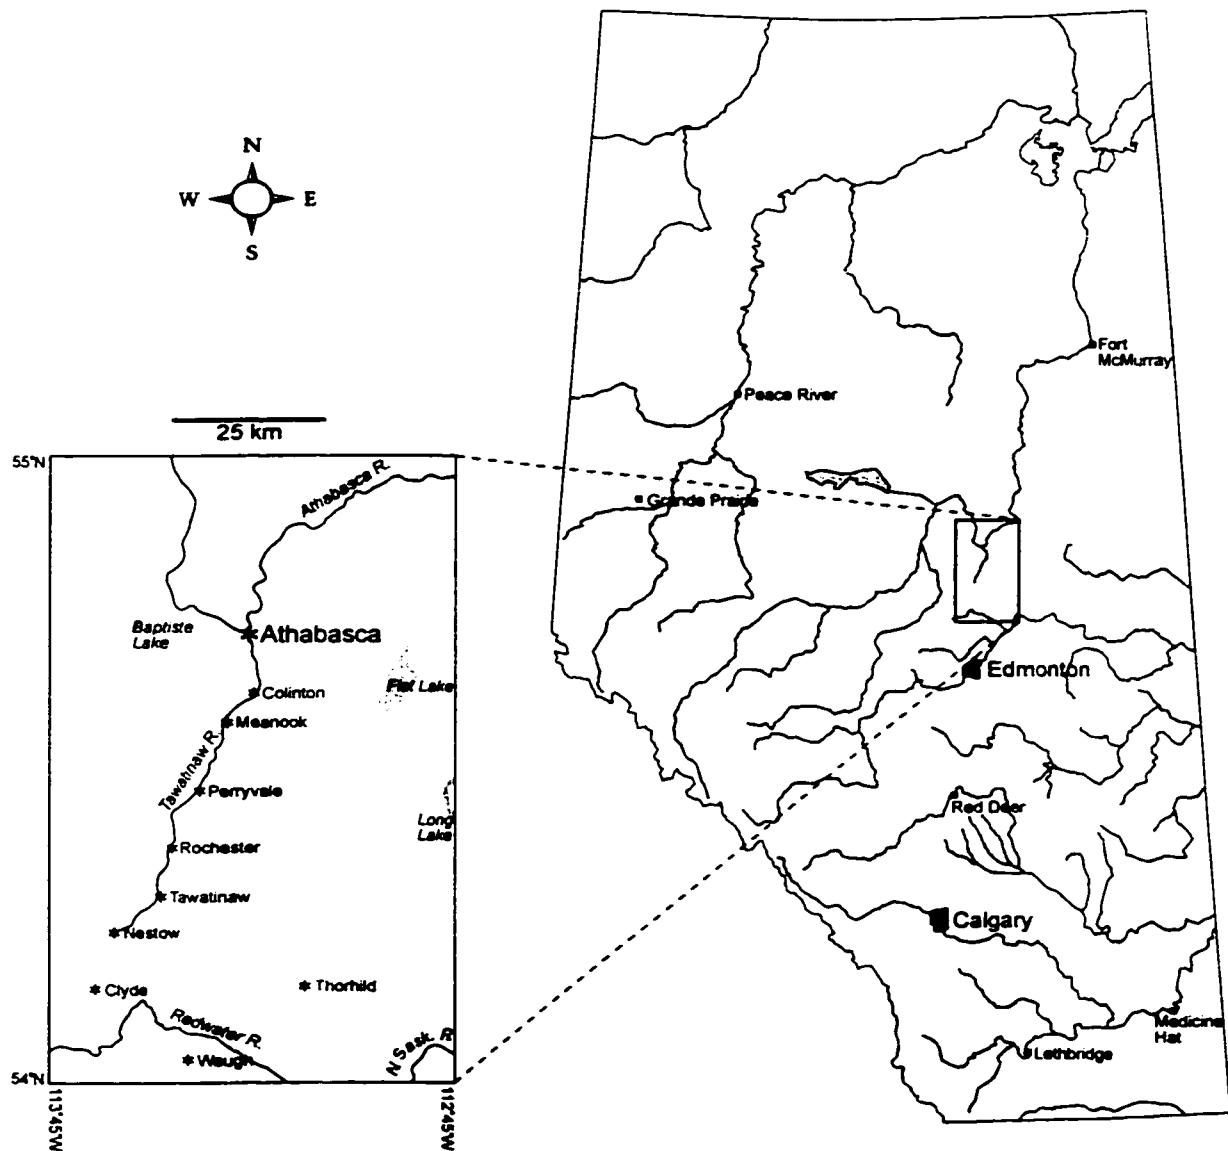 N
W E
S
Fort
McMurray
Peace River
25 km
55°N
Athabasca R.
Grande Prairie
Baptiste
Lake
Athabasca
Flat Lake
Colinton
Edmonton
Meanook
Tawatinaw R.
Perryvale
Red Deer
Long
Lake
Rochester
Tawatinaw
Calgary
Nestow
Clyde
Thorhild
Redwater R.
Medicine
Hat
N Sask. R
Waugh
Lethbridge
54°N
113°45W
112°45W